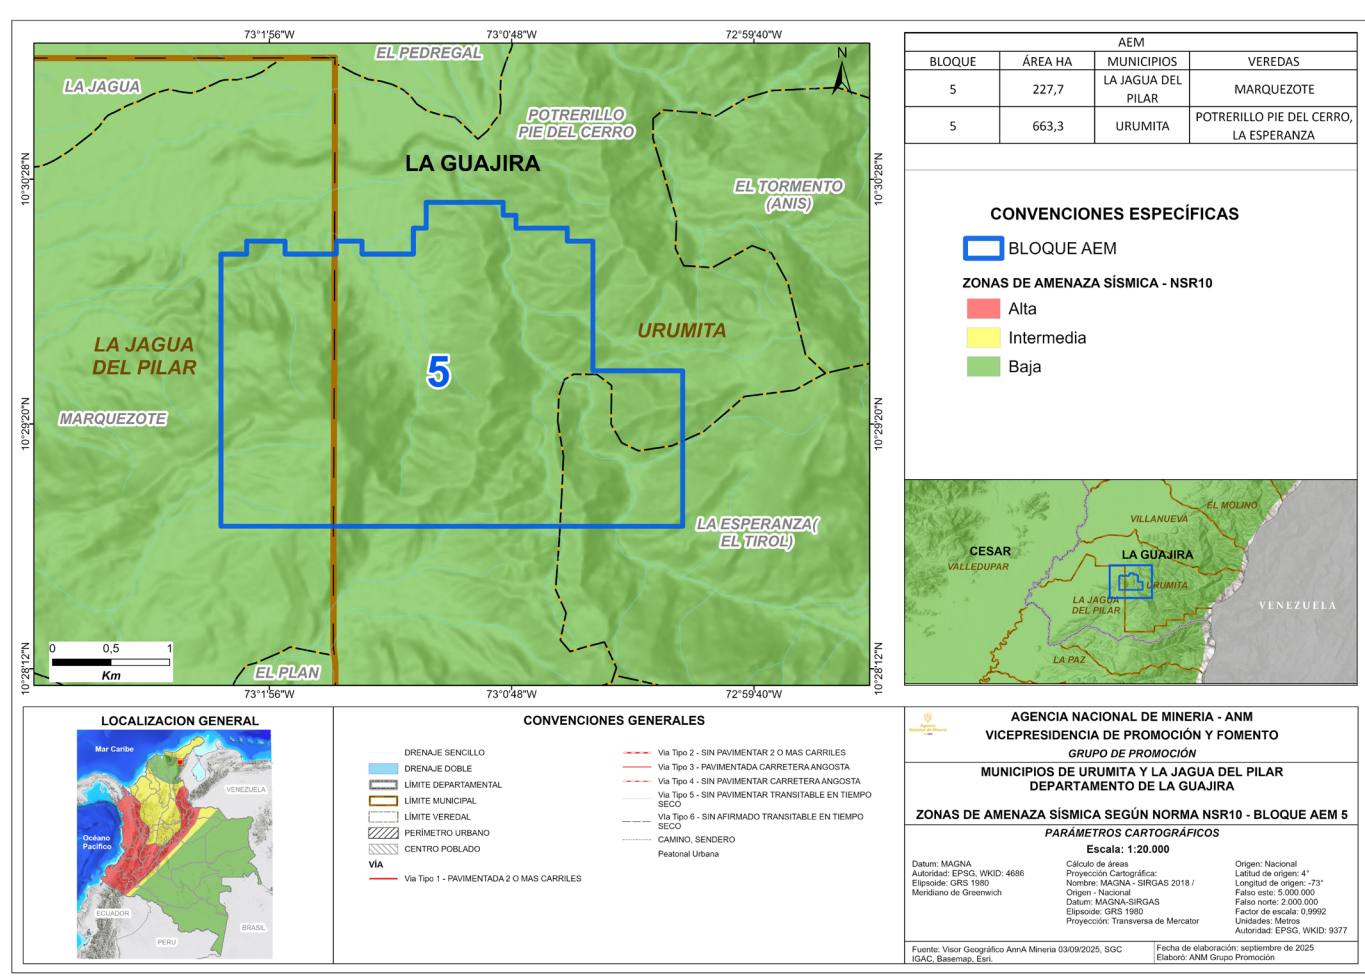 73°1'56"W
73°0'48"W
72°59'40"W
10°30'28"N
10°29'20"N
10°28'12"N
10°30'28"N
10°29'20"N
10°28'12"N
EL PEDREGAL
LA JAGUA
N
POTRERILLO
PIE DEL CERRO
LA GUAJIRA
EL TORMENTO
(ANIS)
URUMITA
LA JAGUA
DEL PILAR
5
MARQUEZOTE
LA ESPERANZA(
EL TIROL)
EL PLAN
0 0,5 1
Km
73°1'56"W
73°0'48"W
72°59'40"W
AEM
BLOQUE ÁREA HA MUNICIPIOS VEREDAS
5 227,7 LA JAGUA DEL PILAR MARQUEZOTE
5 663,3 URUMITA POTRERILLO PIE DEL CERRO, LA ESPERANZA
CONVENCIONES ESPECÍFICAS
BLOQUE AEM
ZONAS DE AMENAZA SÍSMICA - NSR10
Alta
Intermedia
Baja
EL MOLINO
VILLANUEVA
CESAR
LA GUAJIRA
VALLEDUPAR
URUMITA
LA JAGUA
DEL PILAR
VENEZUELA
LA PAZ
LOCALIZACION GENERAL
Mar Caribe
VENEZUELA
Océano
Pacífico
ECUADOR
BRASIL
PERU
CONVENCIONES GENERALES
DRENAJE SENCILLO
DRENAJE DOBLE
LÍMITE DEPARTAMENTAL
LÍMITE MUNICIPAL
LÍMITE VEREDAL
PERÍMETRO URBANO
CENTRO POBLADO
VÍA
Via Tipo 1 - PAVIMENTADA 2 O MAS CARRILES
Via Tipo 2 - SIN PAVIMENTAR 2 O MAS CARRILES
Via Tipo 3 - PAVIMENTADA CARRETERA ANGOSTA
Via Tipo 4 - SIN PAVIMENTAR CARRETERA ANGOSTA
Via Tipo 5 - SIN PAVIMENTAR TRANSITABLE EN TIEMPO
SECO
Via Tipo 6 - SIN AFIRMADO TRANSITABLE EN TIEMPO
SECO
CAMINO, SENDERO
Peatonal Urbana
Agencia
Nacional de Minería
AGENCIA NACIONAL DE MINERIA - ANM
VICEPRESIDENCIA DE PROMOCIÓN Y FOMENTO
GRUPO DE PROMOCIÓN
MUNICIPIOS DE URUMITA Y LA JAGUA DEL PILAR
DEPARTAMENTO DE LA GUAJIRA
ZONAS DE AMENAZA SÍSMICA SEGÚN NORMA NSR10 - BLOQUE AEM 5
PARÁMETROS CARTOGRÁFICOS
Escala: 1:20.000
Datum: MAGNA
Autoridad: EPSG, WKID: 4686
Elipsoide: GRS 1980
Meridiano de Greenwich
Cálculo de áreas
Proyección Cartográfica:
Nombre: MAGNA - SIRGAS 2018 /
Origen - Nacional
Datum: MAGNA-SIRGAS
Elipsoide: GRS 1980
Proyección: Transversa de Mercator
Origen: Nacional
Latitud de origen: 4°
Longitud de origen: -73°
Falso este: 5.000.000
Falso norte: 2.000.000
Factor de escala: 0,9992
Unidades: Metros
Autoridad: EPSG, WKID: 9377
Fuente: Visor Geográfico AnnA Mineria 03/09/2025, SGC
IGAC, Basemap, Esri.
Fecha de elaboración: septiembre de 2025
Elaboró: ANM Grupo Promoción